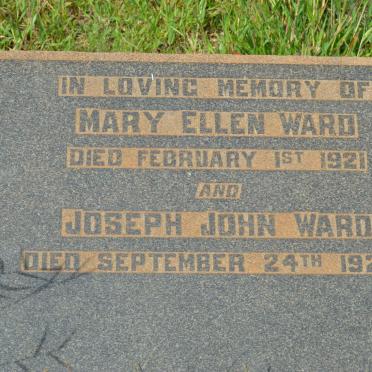 IN LOVING MEMORY OF
MARY ELLEN WARD
DIED FEBRUARY 1ST 1921
AND
JOSEPH JOHN WARD
DIED SEPTEMBER 24TH